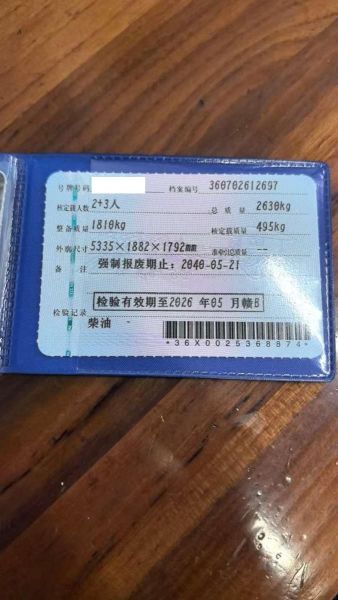 号牌号码 档案编号 360702612697
核定载人数 2+3人 总质量 2630kg
整备质量 1810kg 核定载质量 495kg
外廓尺寸 5335×1882×1792mm 准牵引总质量 --
备注 强制报废期止:2040-05-21
检验有效期至2026年05月赣B
检验记录
柴油
*36X0025368874*